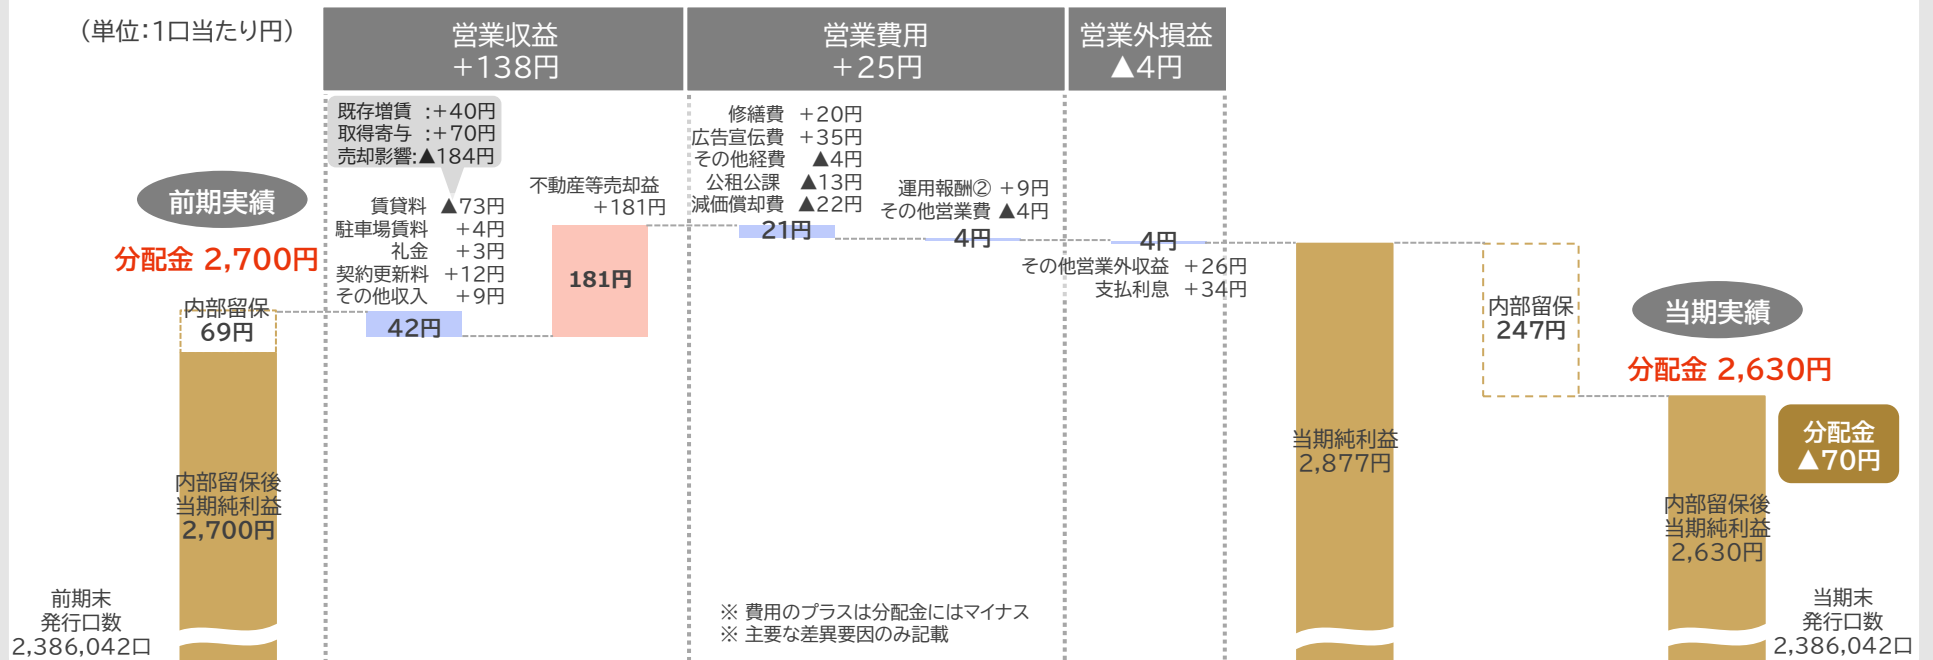 （単位：1口当たり円）
営業収益
+138円
営業費用
+25円
営業外損益
▲4円
既存増賃 :+40円
取得寄与 :+70円
売却影響:▲184円
前期実績
分配金 2,700円
賃貸料 ▲73円
駐車場賃料 +4円
礼金 +3円
契約更新料 +12円
その他収入 +9円
42円
不動産等売却益
+181円
181円
修繕費 +20円
広告宣伝費 +35円
その他経費 ▲4円
公租公課 ▲13円
減価償却費 ▲22円
21円
運用報酬② +9円
その他営業費 ▲4円
4円
4円
その他営業外収益 +26円
支払利息 +34円
内部留保
69円
内部留保後
当期純利益
2,700円
前期末
発行口数
2,386,042口
※ 費用のプラスは分配金にはマイナス
※ 主要な差異要因のみ記載
当期純利益
2,877円
内部留保
247円
当期実績
分配金 2,630円
分配金
▲70円
内部留保後
当期純利益
2,630円
当期末
発行口数
2,386,042口